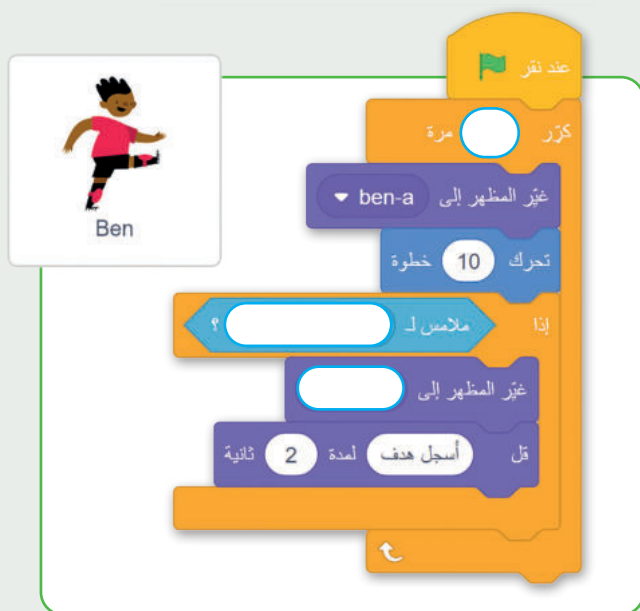 عند نقر
كرّر مرة
غيّر المظهر إلى ben-a
تحرك 10 خطوة
إذا ملامس لـ ؟
غيّر المظهر إلى
قل أسجل هدف لمدة 2 ثانية
Ben